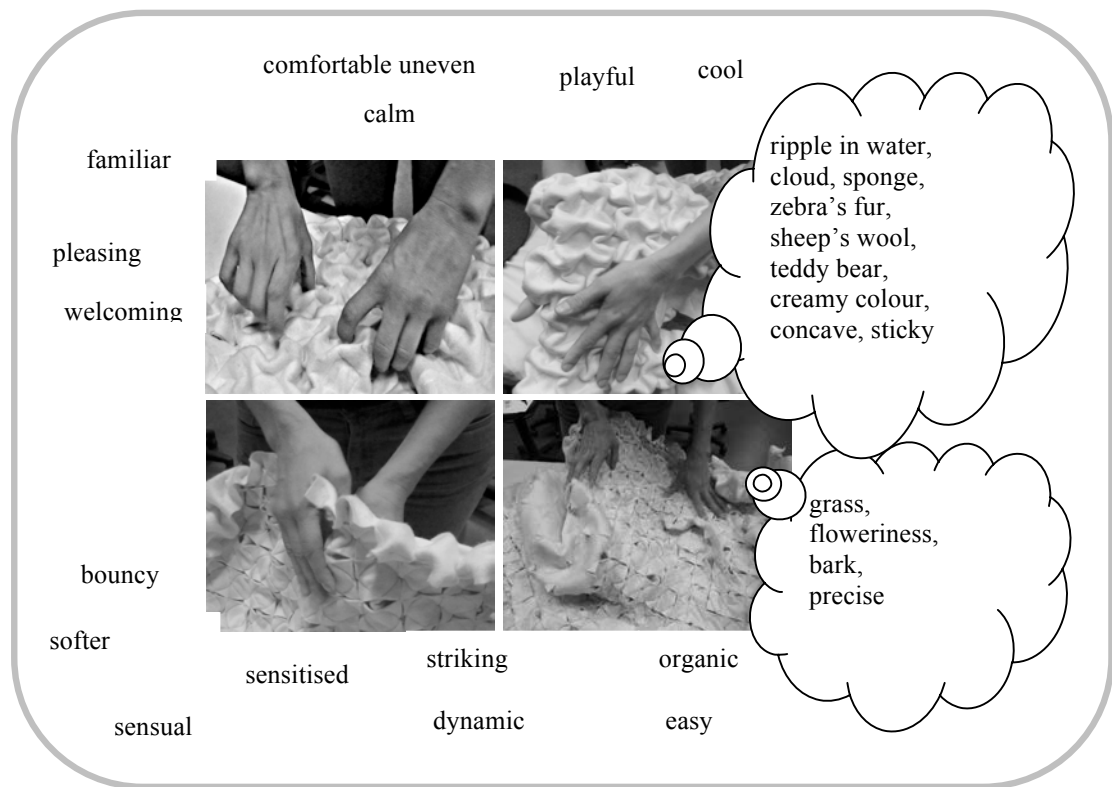 comfortable uneven
playful
cool
calm
familiar
pleasing
welcoming
ripple in water,
cloud, sponge,
zebra’s fur,
sheep’s wool,
teddy bear,
creamy colour,
concave, sticky
grass,
floweriness,
bark,
precise
bouncy
softer
sensitised
striking
organic
sensual
dynamic
easy